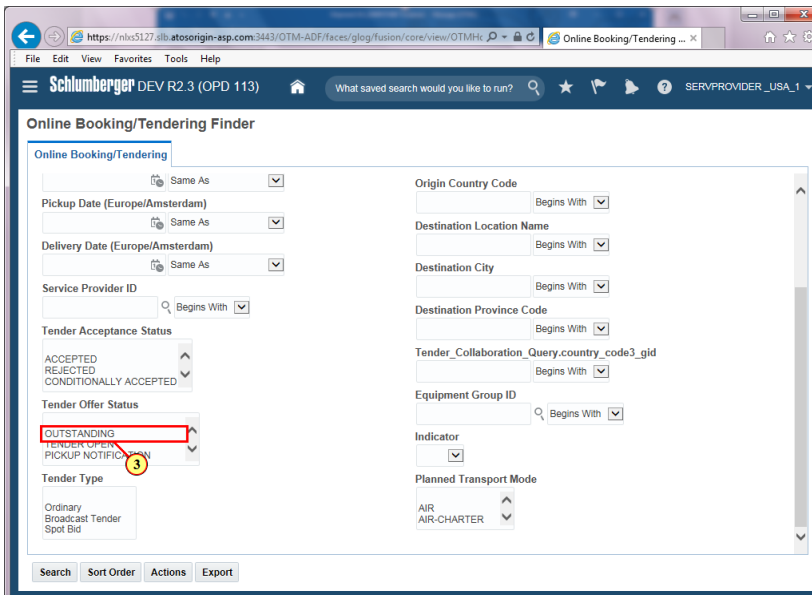 https://nlxs5127.slb.atosorigin-asp.com:3443/OTM-ADF/faces/glog/fusion/core/view/OTMHc
Online Booking/Tendering ...
File Edit View Favorites Tools Help
Schlumberger DEV R2.3 (OPD 113)
What saved search would you like to run?
SERVPROVIDER_USA_1
Online Booking/Tendering Finder
Online Booking/Tendering
Same As
Origin Country Code
Begins With
Pickup Date (Europe/Amsterdam)
Same As
Destination Location Name
Begins With
Delivery Date (Europe/Amsterdam)
Same As
Destination City
Begins With
Service Provider ID
Begins With
Destination Province Code
Begins With
Tender Acceptance Status
ACCEPTED
REJECTED
CONDITIONALLY ACCEPTED
Tender_Collaboration_Query.country_code3_gid
Begins With
Tender Offer Status
OUTSTANDING
TENDER OPEN
PICKUP NOTIFICATION
3
Equipment Group ID
Begins With
Indicator
Tender Type
Ordinary
Broadcast Tender
Spot Bid
Planned Transport Mode
AIR
AIR-CHARTER
Search Sort Order Actions Export